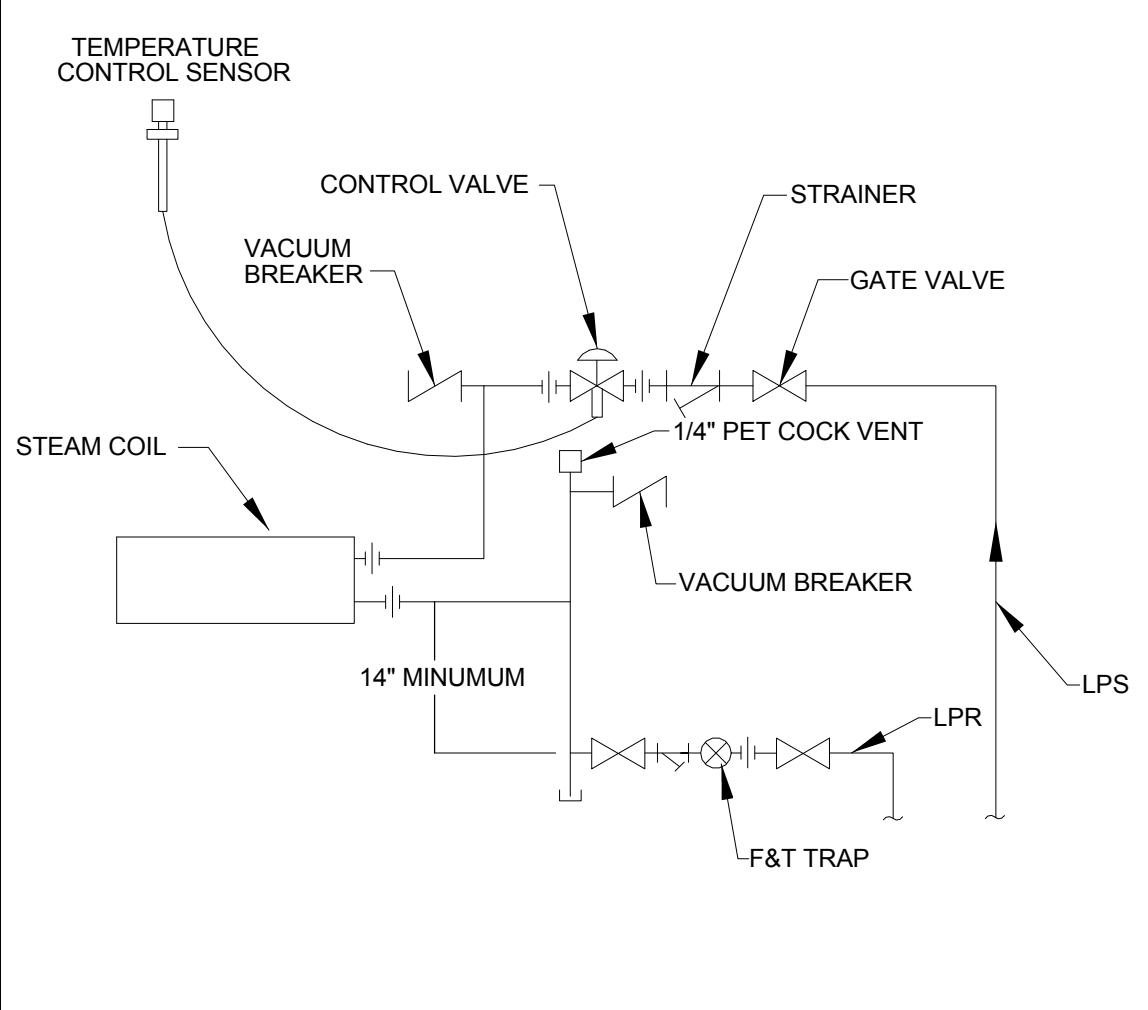 TEMPERATURE
CONTROL SENSOR
CONTROL VALVE
STRAINER
VACUUM
BREAKER
GATE VALVE
1/4" PET COCK VENT
STEAM COIL
VACUUM BREAKER
14" MINUMUM
LPS
LPR
F&T TRAP